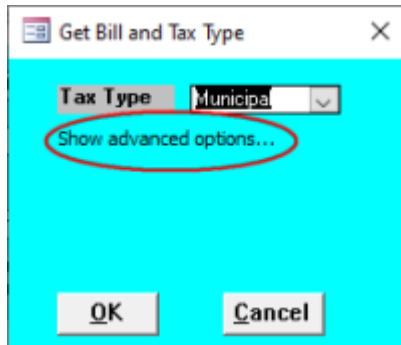 Get Bill and Tax Type
Tax Type Municipal
Show advanced options...
OK Cancel